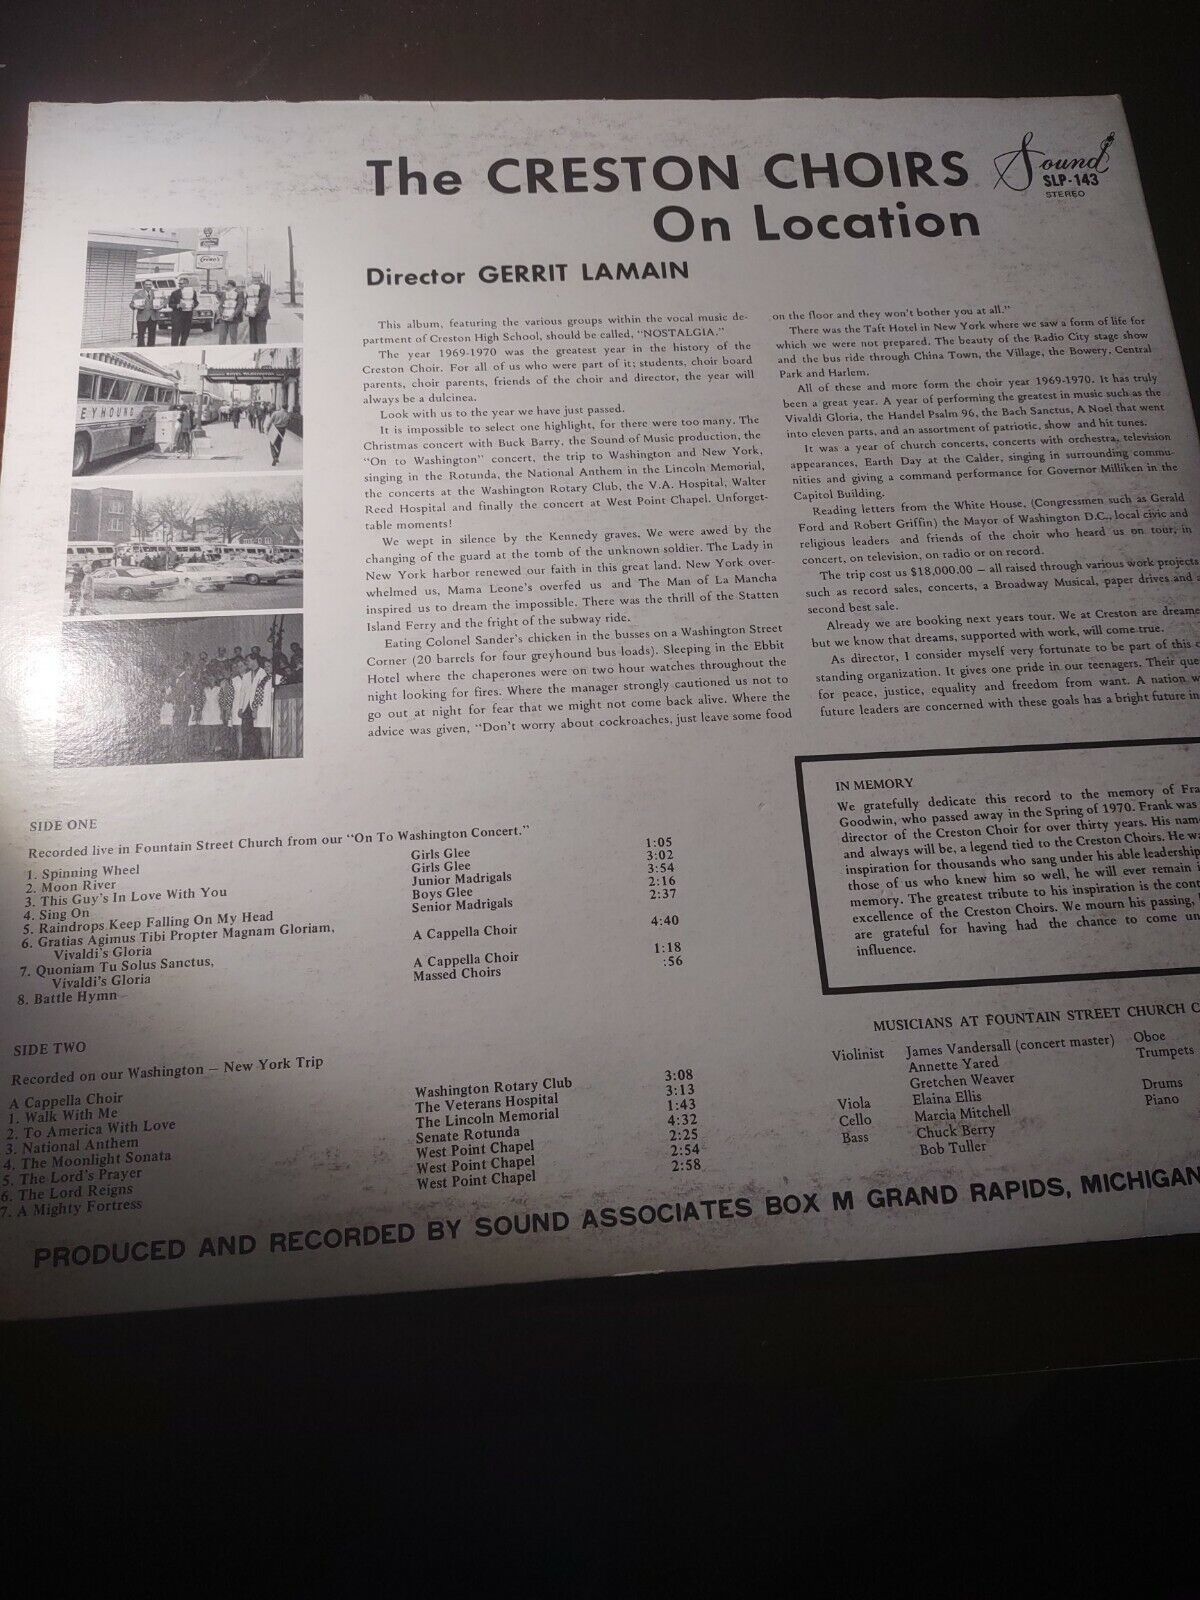 The CRESTON CHOIRS
On Location
Sound
SLP-143
STEREO
Director GERRIT LAMAIN
This album, featuring the various groups within the vocal music de-
partment of Creston High School, should be called, "NOSTALGIA."
The year 1969-1970 was the greatest year in the history of the
Creston Choir. For all of us who were part of it; students, choir board
parents, choir parents, friends of the choir and director, the year will
always be a dulcinea.
Look with us to the year we have just passed.
It is impossible to select one highlight, for there were too many. The
Christmas concert with Buck Barry, the Sound of Music production, the
"On to Washington" concert, the trip to Washington and New York,
singing in the Rotunda, the National Anthem in the Lincoln Memorial,
the concerts at the Washington Rotary Club, the V.A. Hospital, Walter
Reed Hospital and finally the concert at West Point Chapel. Unforget-
table moments!
We wept in silence by the Kennedy graves. We were awed by the
changing of the guard at the tomb of the unknown soldier. The Lady in
New York harbor renewed our faith in this great land. New York over-
whelmed us, Mama Leone's overfed us and The Man of La Mancha
inspired us to dream the impossible. There was the thrill of the Statten
Island Ferry and the fright of the subway ride.
Eating Colonel Sander's chicken in the busses on a Washington Street
Corner (20 barrels for four greyhound bus loads). Sleeping in the Ebbit
Hotel where the chaperones were on two hour watches throughout the
night looking for fires. Where the manager strongly cautioned us not to
go out at night for fear that we might not come back alive. Where the
advice was given, "Don't worry about cockroaches, just leave some food
on the floor and they won't bother you at all."
There was the Taft Hotel in New York where we saw a form of life for
which we were not prepared. The beauty of the Radio City stage show
and the bus ride through China Town, the Village, the Bowery, Central
Park and Harlem.
All of these and more form the choir year 1969-1970. It has truly
been a great year. A year of performing the greatest in music such as the
Vivaldi Gloria, the Handel Psalm 96, the Bach Sanctus, A Noel that went
into eleven parts, and an assortment of patriotic, show and hit tunes.
It was a year of church concerts, concerts with orchestra, television
appearances, Earth Day at the Calder, singing in surrounding commu-
nities and giving a command performance for Governor Milliken in the
Capitol Building.
Reading letters from the White House, (Congressmen such as Gerald
Ford and Robert Griffin) the Mayor of Washington D.C., local civic and
religious leaders and friends of the choir who heard us on tour, in
concert, on television, on radio or on record.
The trip cost us $18,000.00 — all raised through various work projects
such as record sales, concerts, a Broadway Musical, paper drives and a
second best sale.
Already we are booking next years tour. We at Creston are dreame
but we know that dreams, supported with work, will come true.
As director, I consider myself very fortunate to be part of this
standing organization. It gives one pride in our teenagers. Their que
for peace, justice, equality and freedom from want. A nation w
future leaders are concerned with these goals has a bright future in
SIDE ONE
Recorded live in Fountain Street Church from our "On To Washington Concert."
1. Spinning Wheel Girls Glee 1:05
2. Moon River Girls Glee 3:02
3. This Guy's In Love With You Junior Madrigals 3:54
4. Sing On Boys Glee 2:16
5. Raindrops Keep Falling On My Head Senior Madrigals 2:37
6. Gratias Agimus Tibi Propter Magnam Gloriam,
Vivaldi's Gloria A Cappella Choir 4:40
7. Quoniam Tu Solus Sanctus,
Vivaldi's Gloria A Cappella Choir 1:18
8. Battle Hymn Massed Choirs :56
SIDE TWO
Recorded on our Washington — New York Trip
A Cappella Choir
1. Walk With Me Washington Rotary Club 3:08
2. To America With Love The Veterans Hospital 3:13
3. National Anthem The Lincoln Memorial 1:43
4. The Moonlight Sonata Senate Rotunda 4:32
5. The Lord's Prayer West Point Chapel 2:25
6. The Lord Reigns West Point Chapel 2:54
7. A Mighty Fortress West Point Chapel 2:58
IN MEMORY
We gratefully dedicate this record to the memory of Fra
Goodwin, who passed away in the Spring of 1970. Frank was
director of the Creston Choir for over thirty years. His nam
and always will be, a legend tied to the Creston Choirs. He wa
inspiration for thousands who sang under his able leadership
those of us who knew him so well, he will ever remain i
memory. The greatest tribute to his inspiration is the cont
excellence of the Creston Choirs. We mourn his passing,
are grateful for having had the chance to come un
influence.
MUSICIANS AT FOUNTAIN STREET CHURCH C
Violinist James Vandersall (concert master) Oboe
Annette Yared Trumpets
Gretchen Weaver
Viola Elaina Ellis Drums
Cello Marcia Mitchell Piano
Bass Chuck Berry
Bob Tuller
PRODUCED AND RECORDED BY SOUND ASSOCIATES BOX M GRAND RAPIDS, MICHIGAN